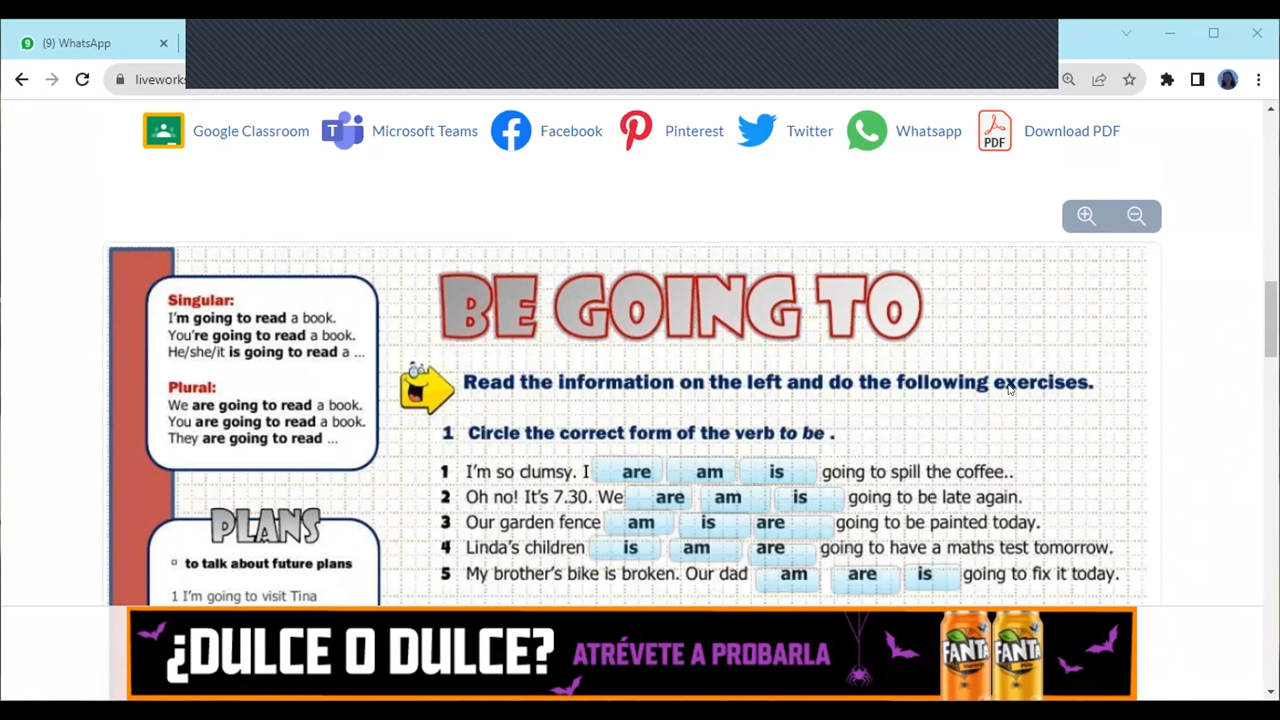 (9) WhatsApp
liveworks
Google Classroom Microsoft Teams Facebook Pinterest Twitter Whatsapp Download PDF
BE GOING TO
Singular:
I'm going to read a book.
You're going to read a book.
He/she/it is going to read a ...
Plural:
We are going to read a book.
You are going to read a book.
They are going to read ...
PLANS
▫ to talk about future plans
1 I'm going to visit Tina
Read the information on the left and do the following exercises.
1 Circle the correct form of the verb to be .
1 I'm so clumsy. I are am is going to spill the coffee..
2 Oh no! It's 7.30. We are am is going to be late again.
3 Our garden fence am is are going to be painted today.
4 Linda's children is am are going to have a maths test tomorrow.
5 My brother's bike is broken. Our dad am are is going to fix it today.
¿DULCE O DULCE? ATRÉVETE A PROBARLA
FANTA FANTA